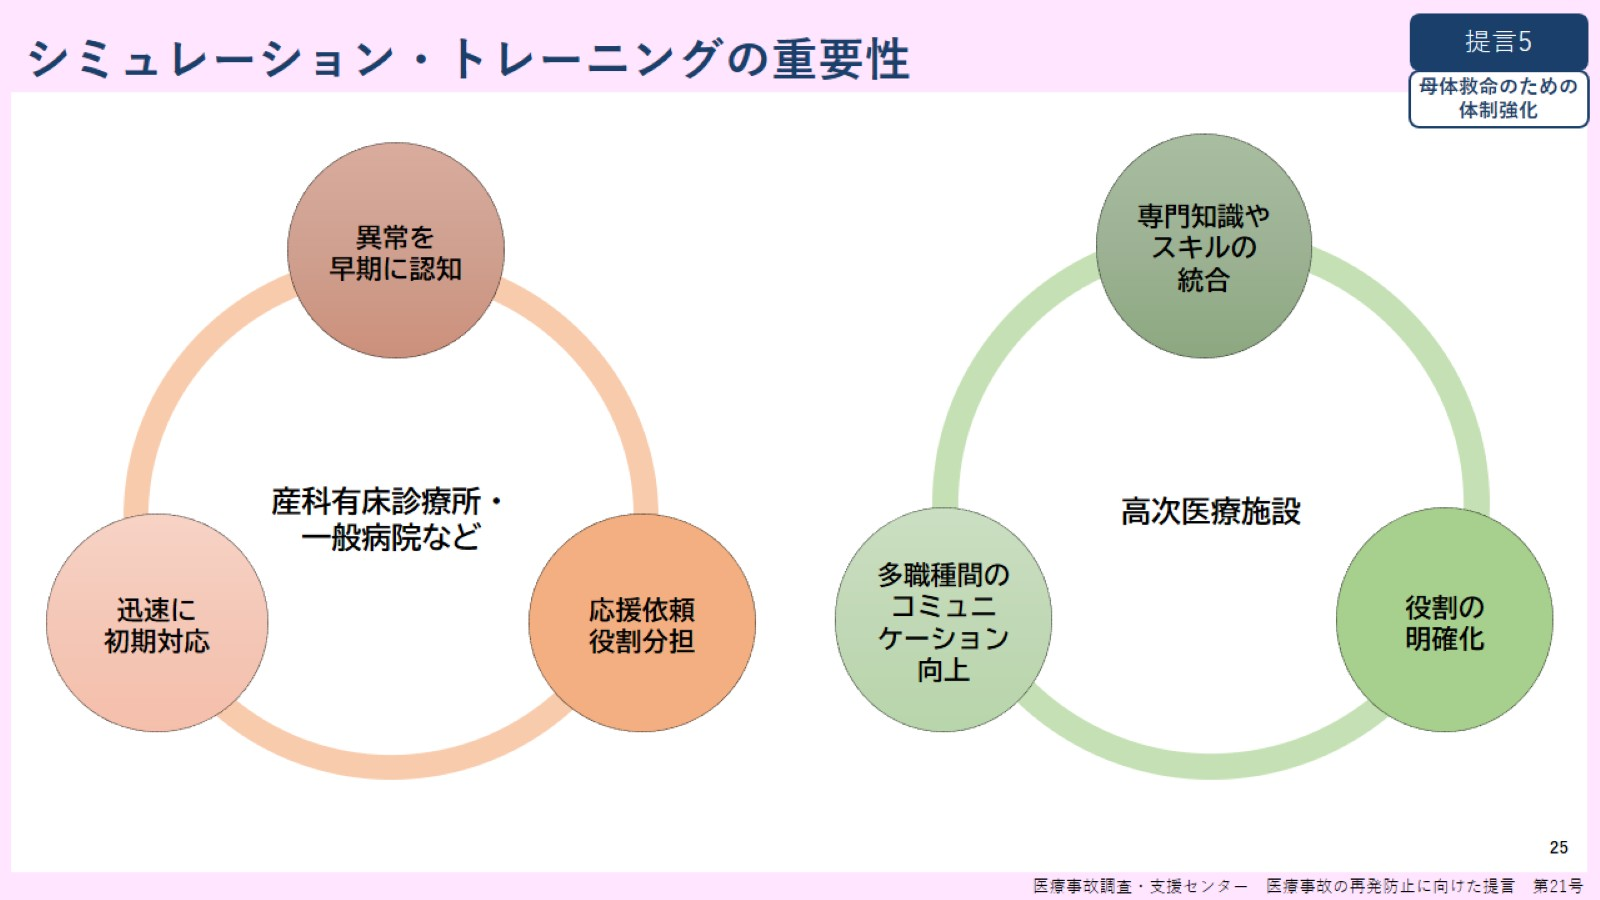 シミュレーション・トレーニングの重要性
提言5
母体救命のための
体制強化
異常を
早期に認知
産科有床診療所・
一般病院など
迅速に
初期対応
応援依頼
役割分担
専門知識や
スキルの
統合
高次医療施設
多職種間の
コミュニ
ケーション
向上
役割の
明確化
25
医療事故調査・支援センター　医療事故の再発防止に向けた提言　第21号